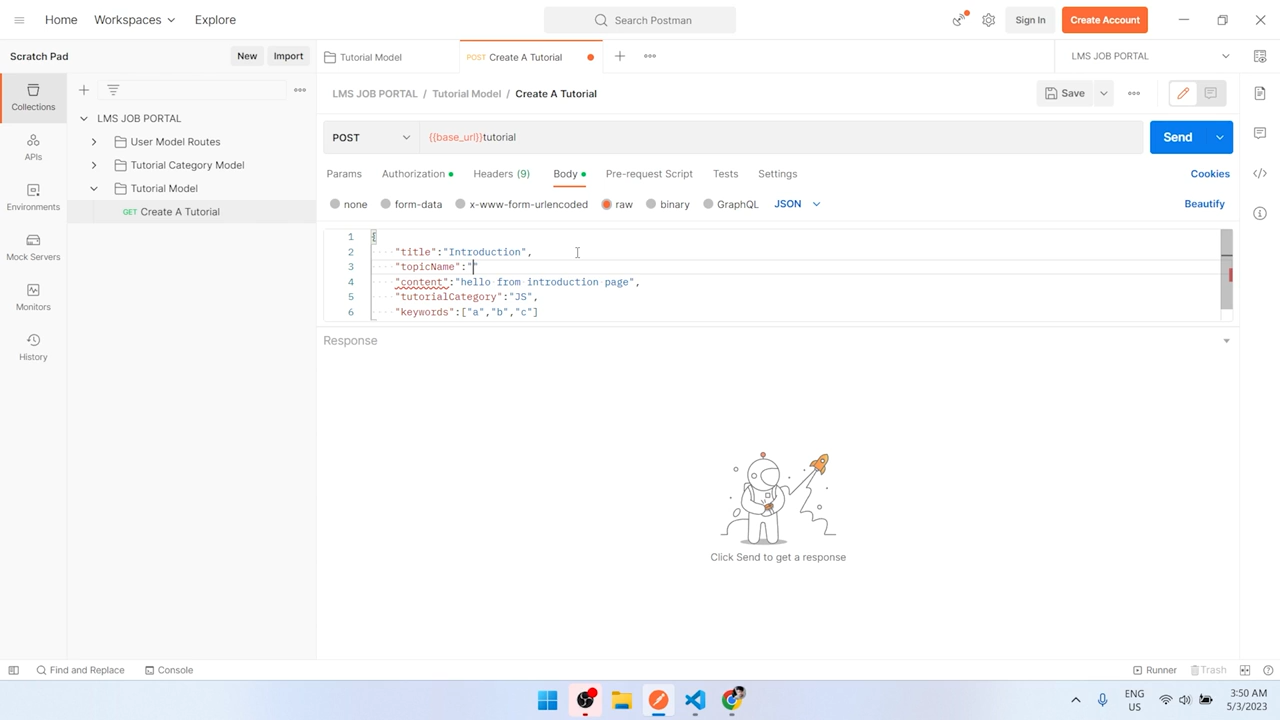 Home Workspaces Explore Search Postman Sign In Create Account
Scratch Pad New Import Tutorial Model POST Create A Tutorial LMS JOB PORTAL
Collections
APIs
Environments
Mock Servers
Monitors
History
LMS JOB PORTAL
User Model Routes
Tutorial Category Model
Tutorial Model
GET Create A Tutorial
LMS JOB PORTAL / Tutorial Model / Create A Tutorial Save
POST {{base_url}}tutorial Send
Params Authorization Headers (9) Body Pre-request Script Tests Settings Cookies
none form-data x-www-form-urlencoded raw binary GraphQL JSON Beautify
1 {
2 "title":"Introduction",
3 "topicName":""
4 "content":"hello from introduction page",
5 "tutorialCategory":"JS",
6 "keywords":["a","b","c"]
Response
Click Send to get a response
Find and Replace Console Runner Trash
ENG
US
3:50 AM
5/3/2023